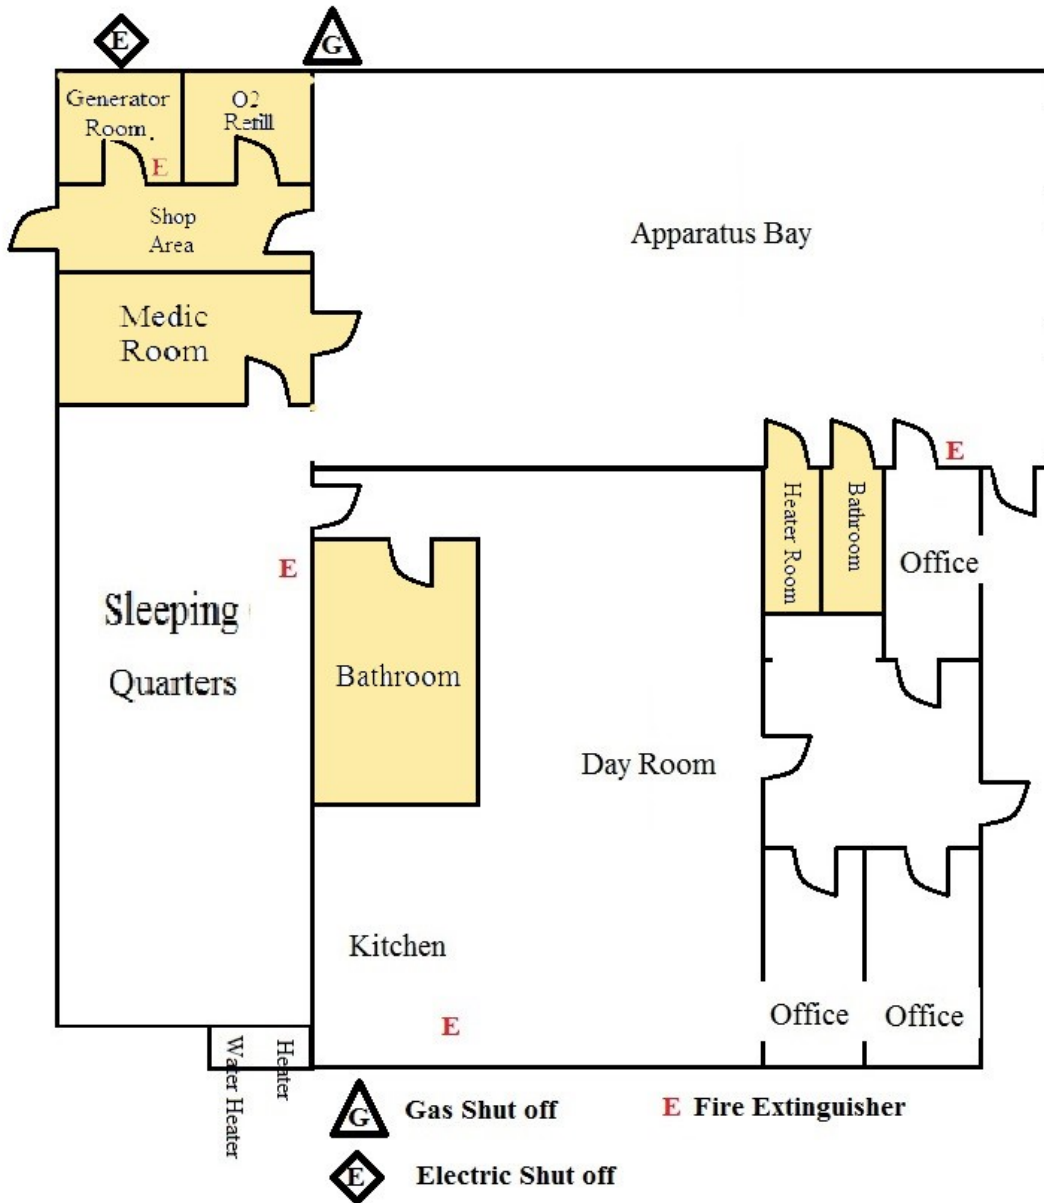 E
G
Generator
Room
E
O2
Refill
Shop
Area
Apparatus Bay
Medic
Room
E
Heater Room
Bathroom
Office
E
Sleeping
Quarters
Bathroom
Day Room
Kitchen
E
Office
Office
Water Heater
Heater
G Gas Shut off
E Fire Extinguisher
E Electric Shut off